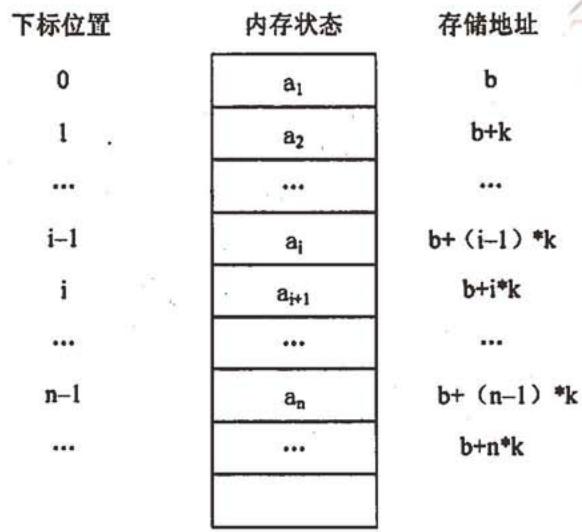 下标位置 内存状态 存储地址
0 a₁ b
1 a₂ b+k
... ... ...
i–1 aᵢ b+（i–1）*k
i aᵢ₊₁ b+i*k
... ... ...
n–1 aₙ b+（n–1）*k
... ... b+n*k